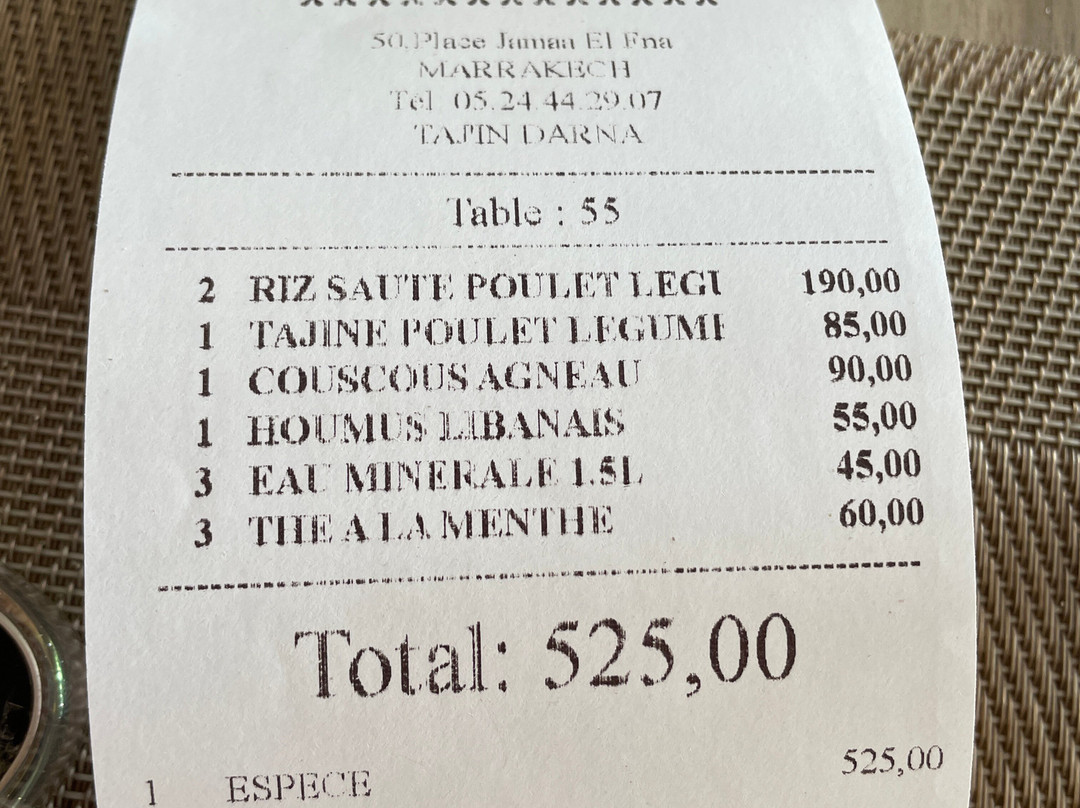 50, Place Jamaa El Fna
MARRAKECH
Tél 05.24.44.29.07
TAJIN DARNA
Table : 55
2 RIZ SAUTE POULET LEGU 190,00
1 TAJINE POULET LEGUME 85,00
1 COUSCOUS AGNEAU 90,00
1 HOUMUS LIBANAIS 55,00
3 EAU MINERALE 1.5L 45,00
3 THE A LA MENTHE 60,00
Total: 525,00
1 ESPECE 525,00